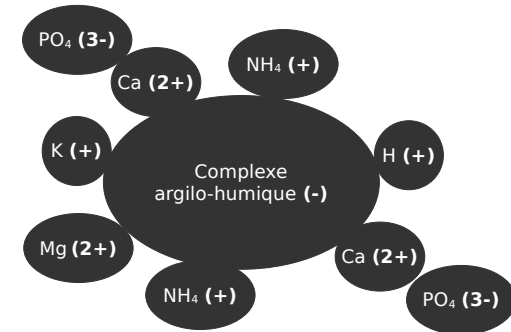 PO₄ (3-)
Ca (2+)
NH₄ (+)
K (+)
H (+)
Complexe
argilo-humique (-)
Mg (2+)
Ca (2+)
NH₄ (+)
PO₄ (3-)